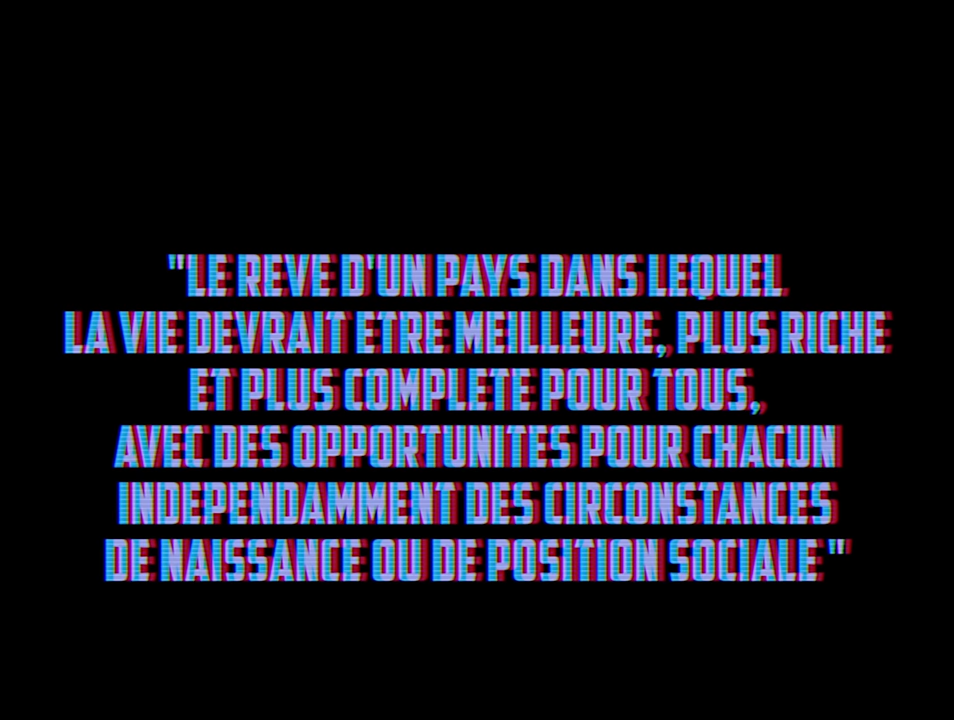 "LE REVE D'UN PAYS DANS LEQUEL
LA VIE DEVRAIT ETRE MEILLEURE, PLUS RICHE
ET PLUS COMPLETE POUR TOUS,
AVEC DES OPPORTUNITES POUR CHACUN
INDEPENDAMMENT DES CIRCONSTANCES
DE NAISSANCE OU DE POSITION SOCIALE "